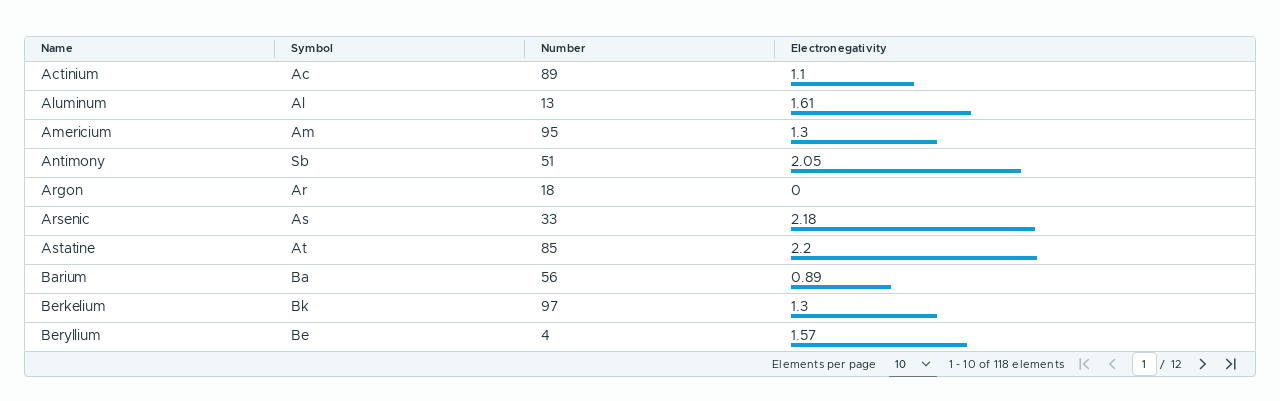 Name Symbol Number Electronegativity
Actinium Ac 89 1.1
Aluminum Al 13 1.61
Americium Am 95 1.3
Antimony Sb 51 2.05
Argon Ar 18 0
Arsenic As 33 2.18
Astatine At 85 2.2
Barium Ba 56 0.89
Berkelium Bk 97 1.3
Beryllium Be 4 1.57
Elements per page 10 1 - 10 of 118 elements 1 / 12